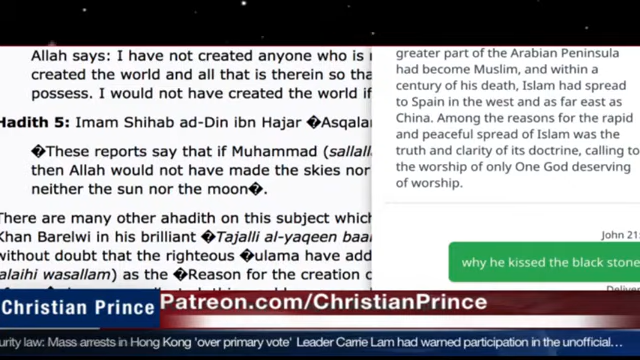 Allah says: I have not created anyone who is
created the world and all that is therein so tha
possess. I would not have created the world if
Hadith 5: Imam Shihab ad-Din ibn Hajar �Asqala
�These reports say that if Muhammad (sallalla
then Allah would not have made the skies nor
neither the sun nor the moon�.
There are many other ahadith on this subject which
Khan Barelwi in his brilliant �Tajalli al-yaqeen baa
without doubt that the righteous �ulama have add
alaihi wasallam) as the �Reason for the creation
greater part of the Arabian Peninsula
had become Muslim, and within a
century of his death, Islam had spread
to Spain in the west and as far east as
China. Among the reasons for the rapid
and peaceful spread of Islam was the
truth and clarity of its doctrine, calling to
the worship of only One God deserving
of worship.
John 21:
why he kissed the black stone
Deliver
Christian Prince
Patreon.com/ChristianPrince
urity law: Mass arrests in Hong Kong 'over primary vote' Leader Carrie Lam had warned participation in the unofficial...